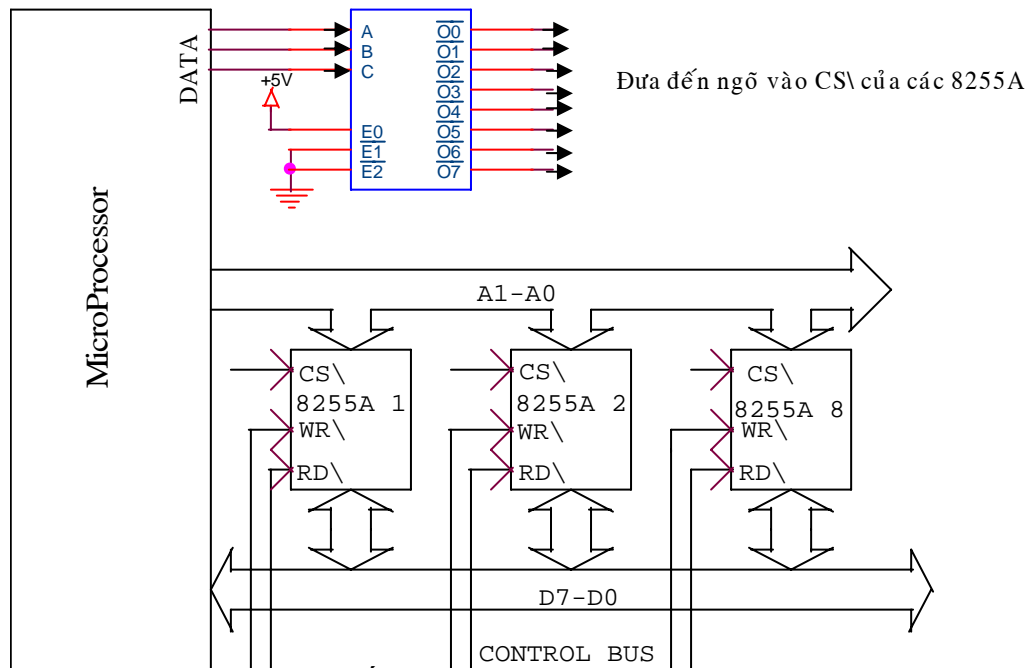 MicroProcessor
DATA
+5V
A
B
C
E0
E1
E2
O0
O1
O2
O3
O4
O5
O6
O7
Đưa đến ngõ vào CS\ của các 8255A
A1-A0
CS\
8255A 1
WR\
RD\
CS\
8255A 2
WR\
RD\
CS\
8255A 8
WR\
RD\
D7-D0
CONTROL BUS